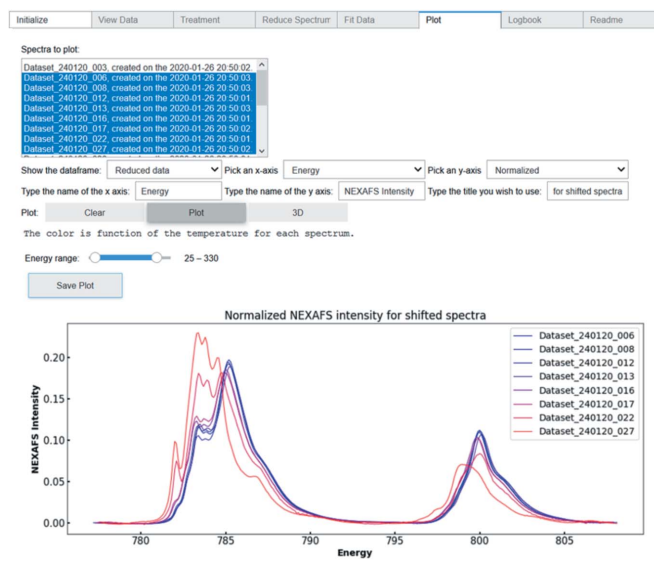 Initialize View Data Treatment Reduce Spectrum Fit Data Plot Logbook Readme
Spectra to plot:
Dataset_240120_003, created on the 2020-01-26 20:50:02.
Dataset_240120_006, created on the 2020-01-26 20:50:03.
Dataset_240120_008, created on the 2020-01-26 20:50:03.
Dataset_240120_012, created on the 2020-01-26 20:50:01
Dataset_240120_013, created on the 2020-01-26 20:50:03.
Dataset_240120_016, created on the 2020-01-26 20:50:01.
Dataset_240120_017, created on the 2020-01-26 20:50:02.
Dataset_240120_022, created on the 2020-01-26 20:50:01.
Dataset_240120_027, created on the 2020-01-26 20:50:02
Show the dataframe: Reduced data Pick an x-axis Energy Pick an y-axis Normalized
Type the name of the x axis: Energy Type the name of the y axis: NEXAFS Intensity Type the title you wish to use: for shifted spectra
Plot: Clear Plot 3D
The color is function of the temperature for each spectrum.
Energy range: 25 – 330
Save Plot
Normalized NEXAFS intensity for shifted spectra
Dataset_240120_006
Dataset_240120_008
Dataset_240120_012
Dataset_240120_013
Dataset_240120_016
Dataset_240120_017
Dataset_240120_022
Dataset_240120_027
NEXAFS Intensity
0.20
0.15
0.10
0.05
0.00
780 785 790 795 800 805
Energy